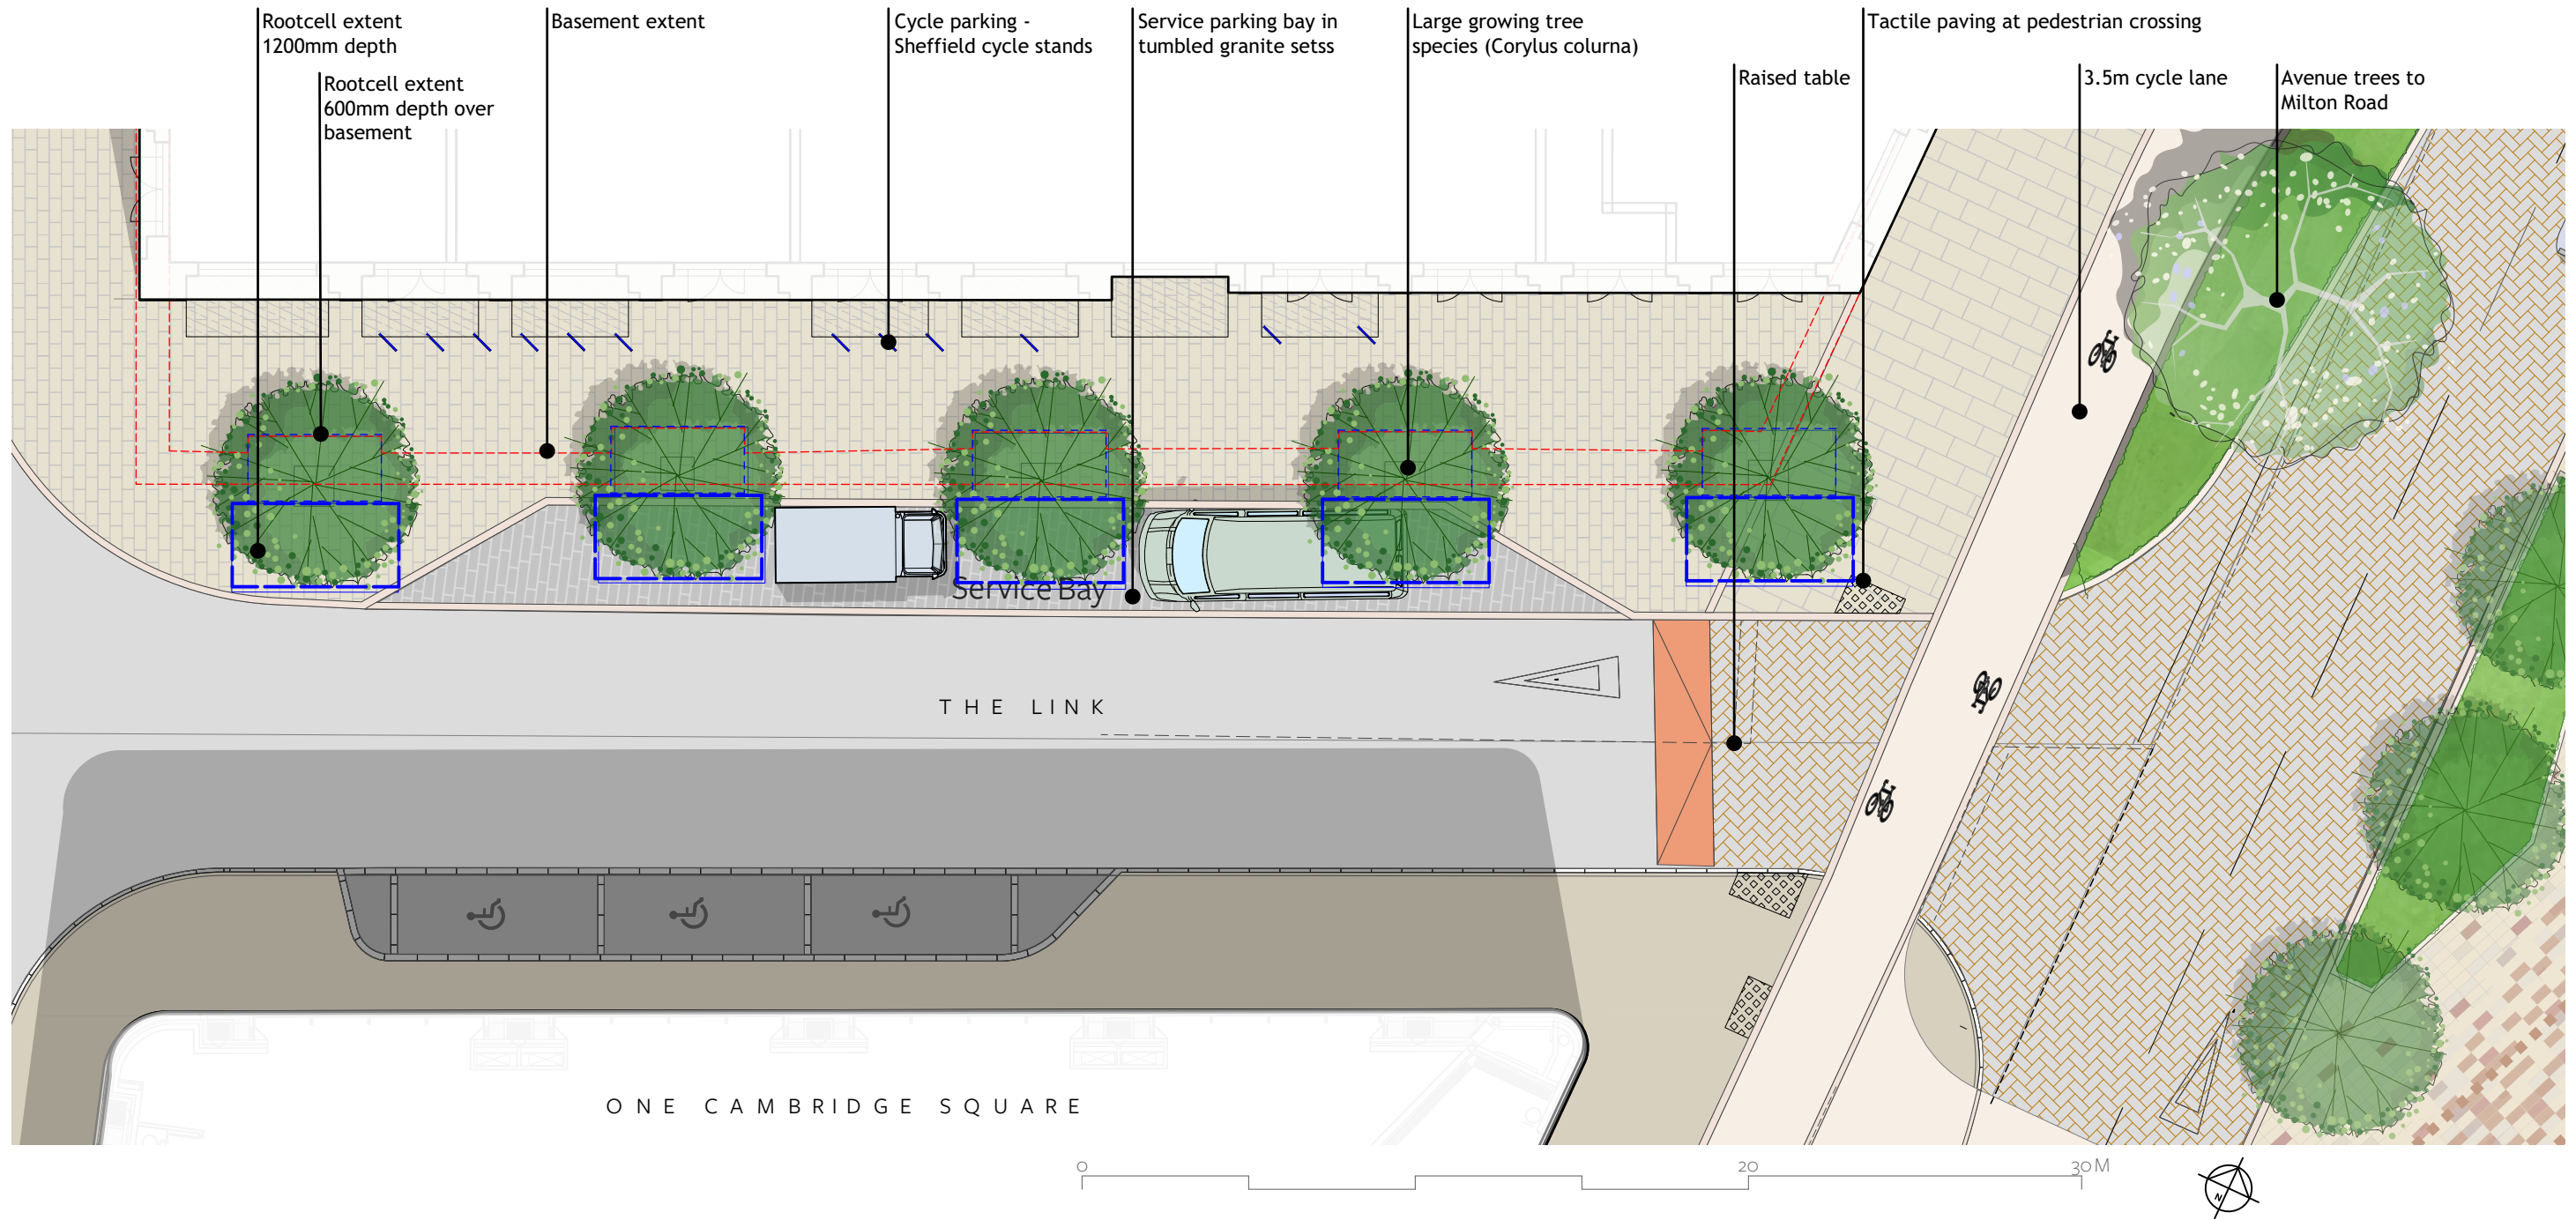 Rootcell extent
1200mm depth
Rootcell extent
600mm depth over
basement
Basement extent
Cycle parking -
Sheffield cycle stands
Service parking bay in
tumbled granite setss
Large growing tree
species (Corylus colurna)
Raised table
Tactile paving at pedestrian crossing
3.5m cycle lane
Avenue trees to
Milton Road
Service Bay
THE LINK
ONE CAMBRIDGE SQUARE
0 20 30M
N